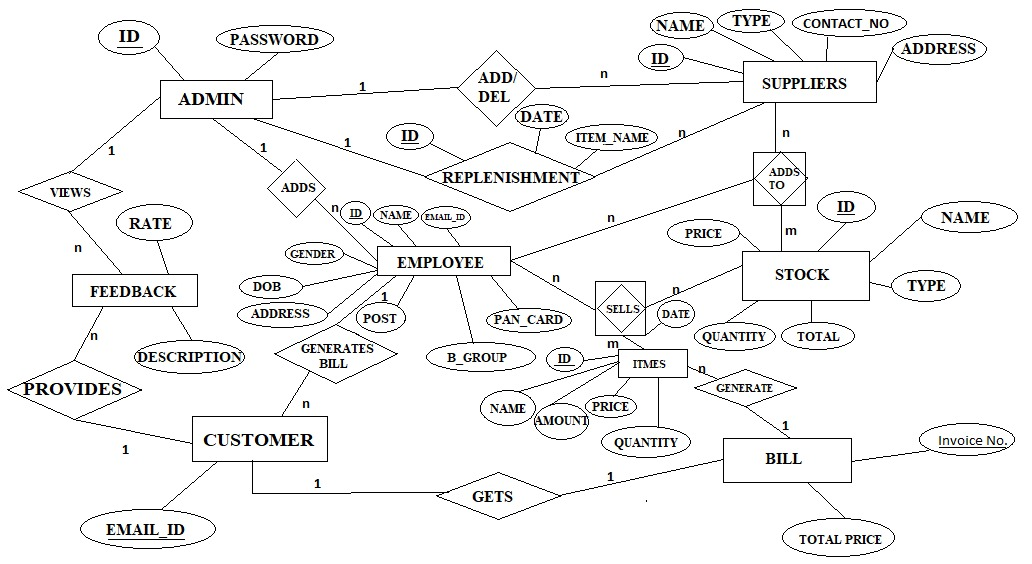 ID
PASSWORD
NAME
TYPE
CONTACT_NO
ADDRESS
ID
ADMIN
1
ADD/
DEL
n
SUPPLIERS
DATE
ID
ITEM_NAME
n
n
1
1
1
REPLENISHMENT
ADDS
TO
VIEWS
ADDS
n
ID
NAME
EMAIL_ID
n
ID
NAME
RATE
PRICE
m
n
GENDER
EMPLOYEE
STOCK
FEEDBACK
DOB
n
n
TYPE
1
ADDRESS
POST
PAN_CARD
SELLS
DATE
n
GENERATES
BILL
QUANTITY
TOTAL
DESCRIPTION
B_GROUP
m
ID
ITMES
n
PROVIDES
GENERATE
n
NAME
AMOUNT
PRICE
1
CUSTOMER
QUANTITY
Invoice No.
1
BILL
1
1
GETS
EMAIL_ID
TOTAL PRICE